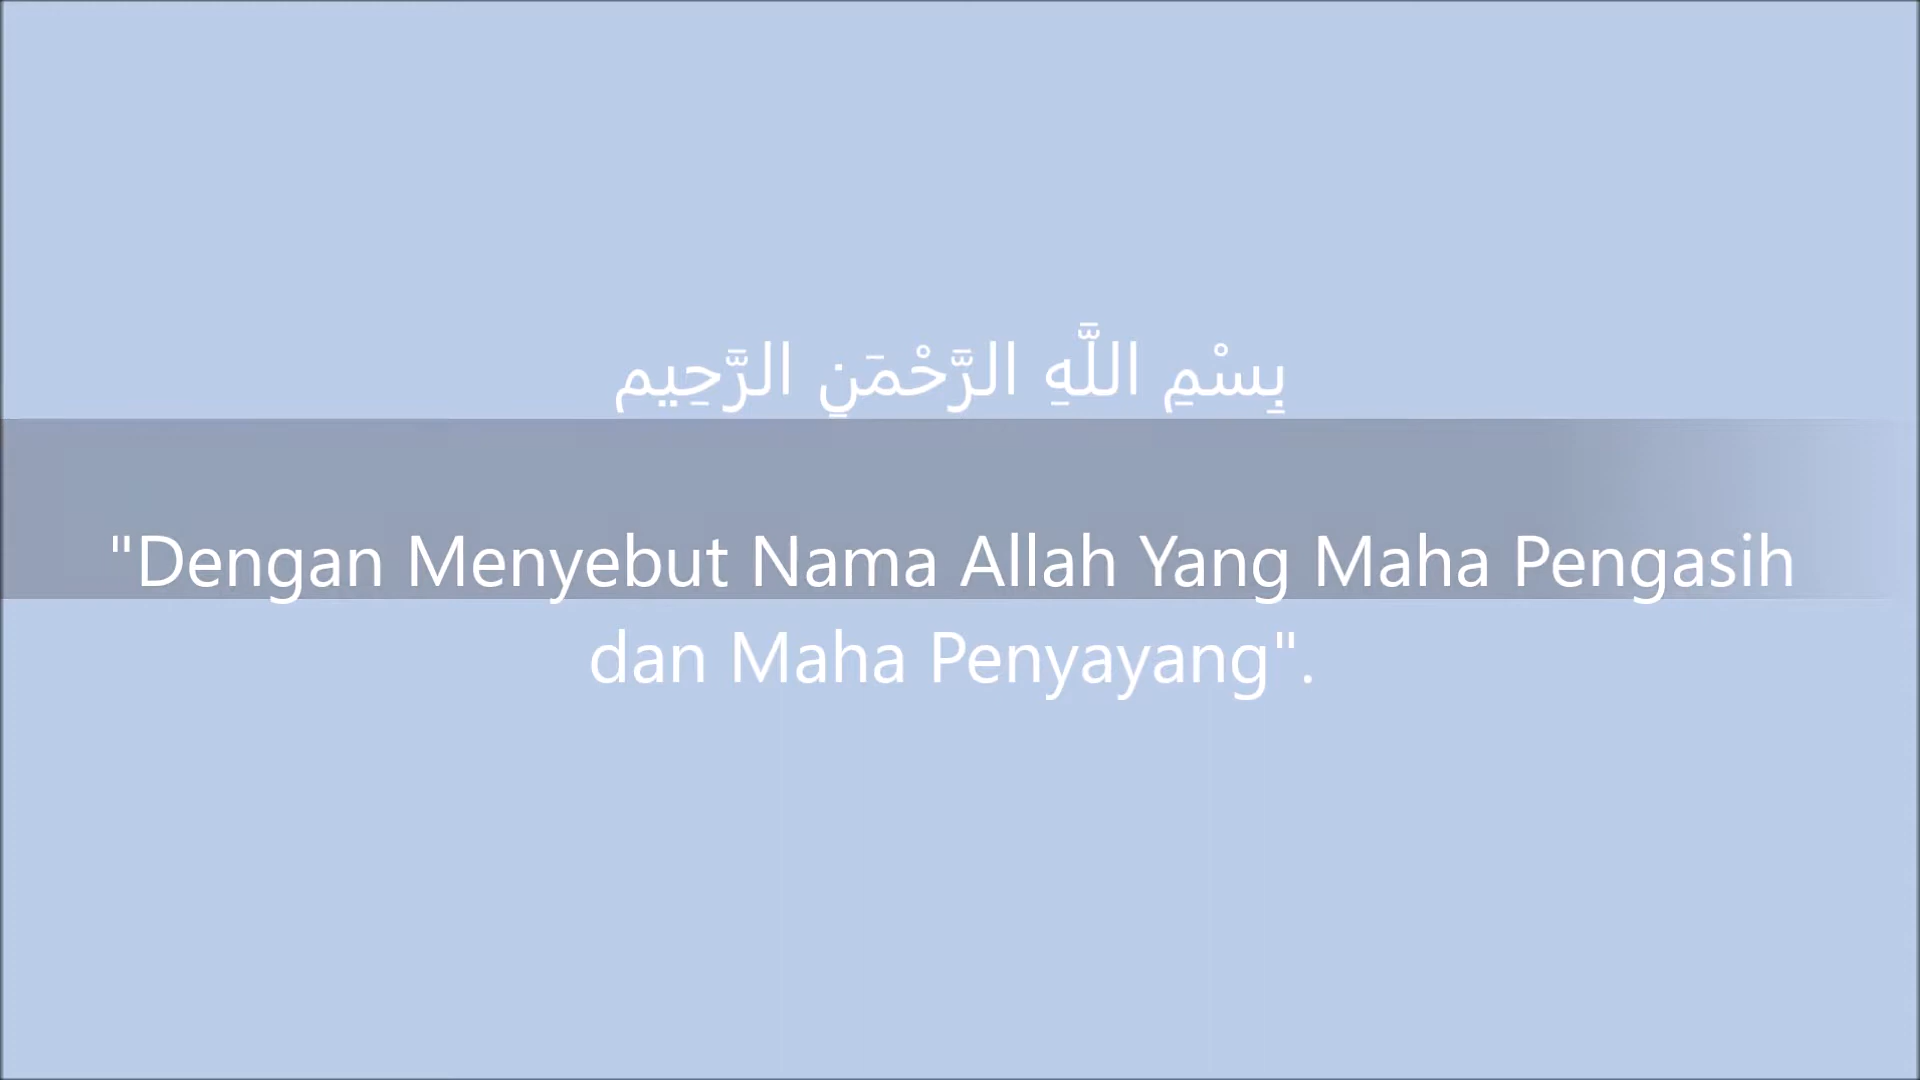 بِسْمِ اللَّهِ الرَّحْمَنِ الرَّحِيم
"Dengan Menyebut Nama Allah Yang Maha Pengasih
dan Maha Penyayang".